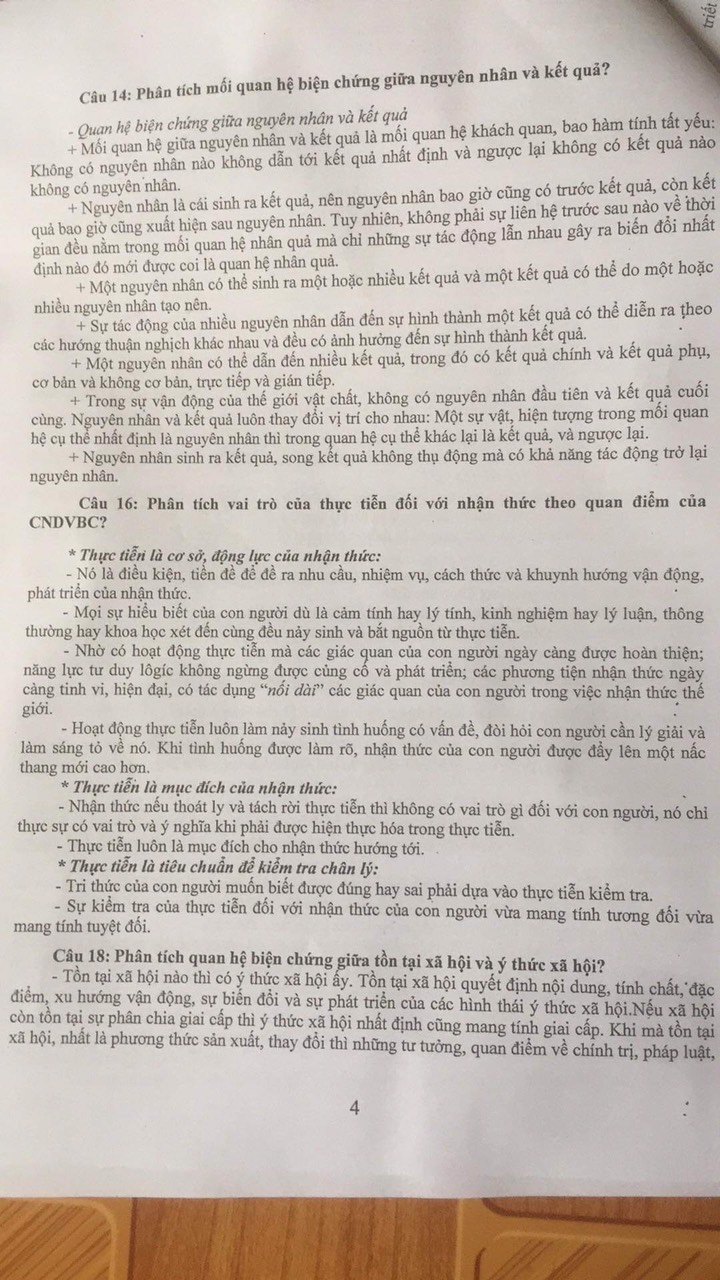 triết
Câu 14: Phân tích mối quan hệ biện chứng giữa nguyên nhân và kết quả?
- Quan hệ biện chứng giữa nguyên nhân và kết quả
+ Mối quan hệ giữa nguyên nhân và kết quả là mối quan hệ khách quan, bao hàm tính tất yếu:
Không có nguyên nhân nào không dẫn tới kết quả nhất định và ngược lại không có kết quả nào
không có nguyên nhân.
+ Nguyên nhân là cái sinh ra kết quả, nên nguyên nhân bao giờ cũng có trước kết quả, còn kết
quả bao giờ cũng xuất hiện sau nguyên nhân. Tuy nhiên, không phải sự liên hệ trước sau nào về thời
gian đều nằm trong mối quan hệ nhân quả mà chỉ những sự tác động lẫn nhau gây ra biến đổi nhất
định nào đó mới được coi là quan hệ nhân quả.
+ Một nguyên nhân có thể sinh ra một hoặc nhiều kết quả và một kết quả có thể do một hoặc
nhiều nguyên nhân tạo nên.
+ Sự tác động của nhiều nguyên nhân dẫn đến sự hình thành một kết quả có thể diễn ra theo
các hướng thuận nghịch khác nhau và đều có ảnh hưởng đến sự hình thành kết quả.
+ Một nguyên nhân có thể dẫn đến nhiều kết quả, trong đó có kết quả chính và kết quả phụ,
cơ bản và không cơ bản, trực tiếp và gián tiếp.
+ Trong sự vận động của thế giới vật chất, không có nguyên nhân đầu tiên và kết quả cuối
cùng. Nguyên nhân và kết quả luôn thay đổi vị trí cho nhau: Một sự vật, hiện tượng trong mối quan
hệ cụ thể nhất định là nguyên nhân thì trong quan hệ cụ thể khác lại là kết quả, và ngược lại.
+ Nguyên nhân sinh ra kết quả, song kết quả không thụ động mà có khả năng tác động trở lại
nguyên nhân.
Câu 16: Phân tích vai trò của thực tiễn đối với nhận thức theo quan điểm của
CNDVBC?
* Thực tiễn là cơ sở, động lực của nhận thức:
- Nó là điều kiện, tiền đề để đề ra nhu cầu, nhiệm vụ, cách thức và khuynh hướng vận động,
phát triển của nhận thức.
- Mọi sự hiểu biết của con người dù là cảm tính hay lý tính, kinh nghiệm hay lý luận, thông
thường hay khoa học xét đến cùng đều nảy sinh và bắt nguồn từ thực tiễn.
- Nhờ có hoạt động thực tiễn mà các giác quan của con người ngày càng được hoàn thiện;
năng lực tư duy lôgíc không ngừng được củng cố và phát triển; các phương tiện nhận thức ngày
càng tinh vi, hiện đại, có tác dụng “nối dài” các giác quan của con người trong việc nhận thức thế
giới.
- Hoạt động thực tiễn luôn làm nảy sinh tình huống có vấn đề, đòi hỏi con người cần lý giải và
làm sáng tỏ về nó. Khi tình huống được làm rõ, nhận thức của con người được đẩy lên một nấc
thang mới cao hơn.
* Thực tiễn là mục đích của nhận thức:
- Nhận thức nếu thoát ly và tách rời thực tiễn thì không có vai trò gì đối với con người, nó chỉ
thực sự có vai trò và ý nghĩa khi phải được hiện thực hóa trong thực tiễn.
- Thực tiễn luôn là mục đích cho nhận thức hướng tới.
* Thực tiễn là tiêu chuẩn để kiểm tra chân lý:
- Tri thức của con người muốn biết được đúng hay sai phải dựa vào thực tiễn kiểm tra.
- Sự kiểm tra của thực tiễn đối với nhận thức của con người vừa mang tính tương đối vừa
mang tính tuyệt đối.
Câu 18: Phân tích quan hệ biện chứng giữa tồn tại xã hội và ý thức xã hội?
- Tồn tại xã hội nào thì có ý thức xã hội ấy. Tồn tại xã hội quyết định nội dung, tính chất, đặc
điểm, xu hướng vận động, sự biến đổi và sự phát triển của các hình thái ý thức xã hội.Nếu xã hội
còn tồn tại sự phân chia giai cấp thì ý thức xã hội nhất định cũng mang tính giai cấp. Khi mà tồn tại
xã hội, nhất là phương thức sản xuất, thay đổi thì những tư tưởng, quan điểm về chính trị, pháp luật,
4